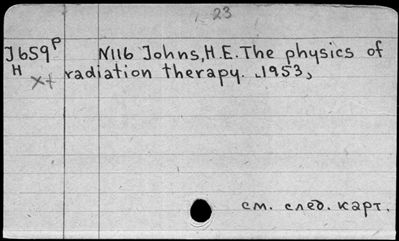 23
J659p N116 Johns, H.E. The physics of
H x+ radiation therapy. 1953,
см. след. карт.